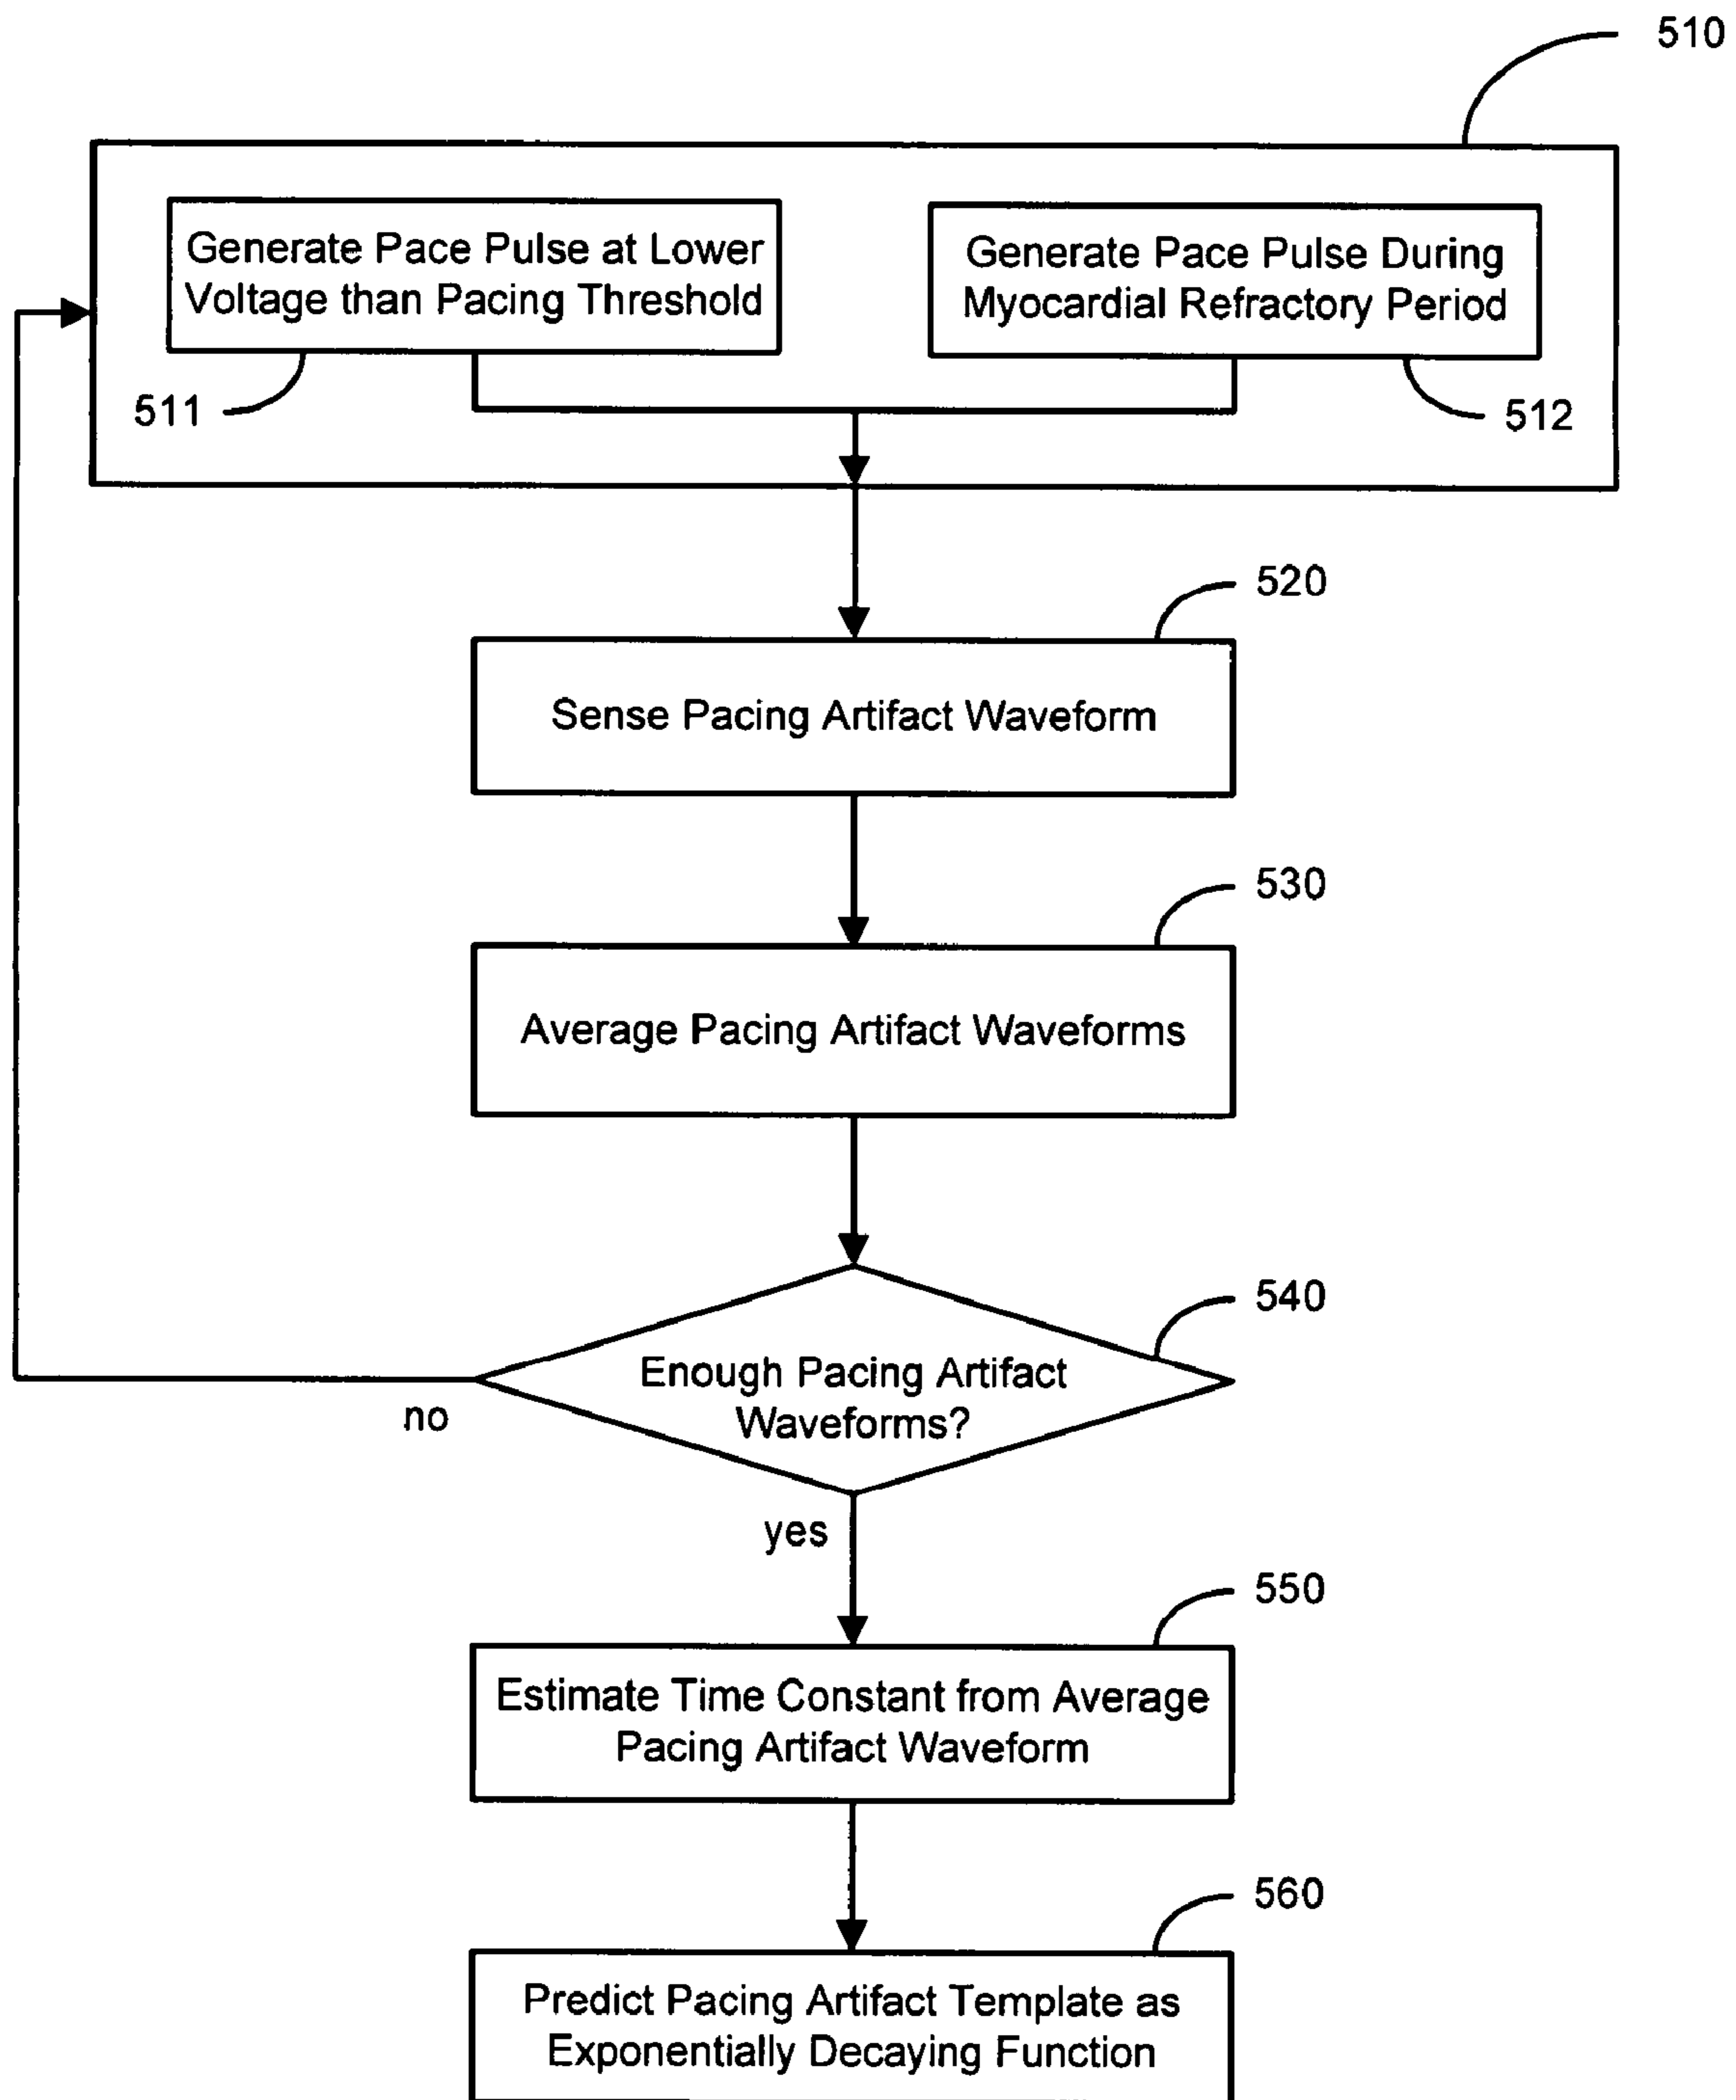 510
Generate Pace Pulse at Lower
Voltage than Pacing Threshold
Generate Pace Pulse During
Myocardial Refractory Period
511
512
520
Sense Pacing Artifact Waveform
530
Average Pacing Artifact Waveforms
540
Enough Pacing Artifact
Waveforms?
no
yes
550
Estimate Time Constant from Average
Pacing Artifact Waveform
560
Predict Pacing Artifact Template as
Exponentially Decaying Function